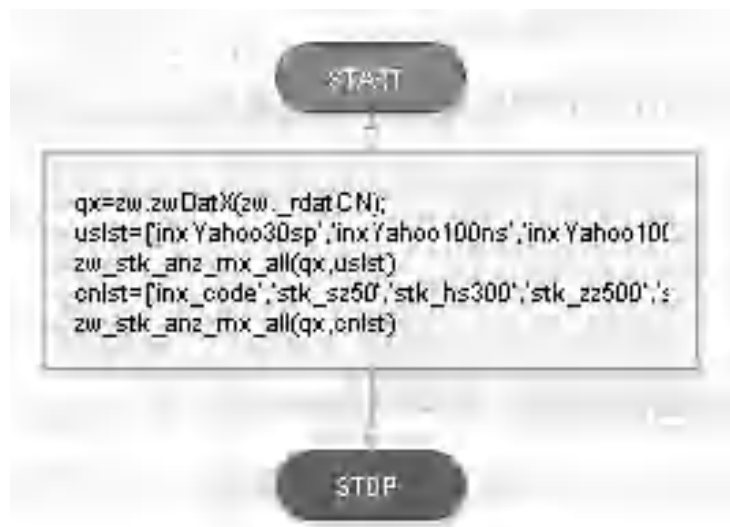 START
qx=zw.zwDatX(zw._rdatCN);
uslst=['inxYahoo30sp','inxYahoo100ns','inxYahoo100
zw_stk_anz_mx_all(qx,uslst)
cnlst=['inx_code','stk_sz50','stk_hs300','stk_zz500','s
zw_stk_anz_mx_all(qx,cnlst)
STOP